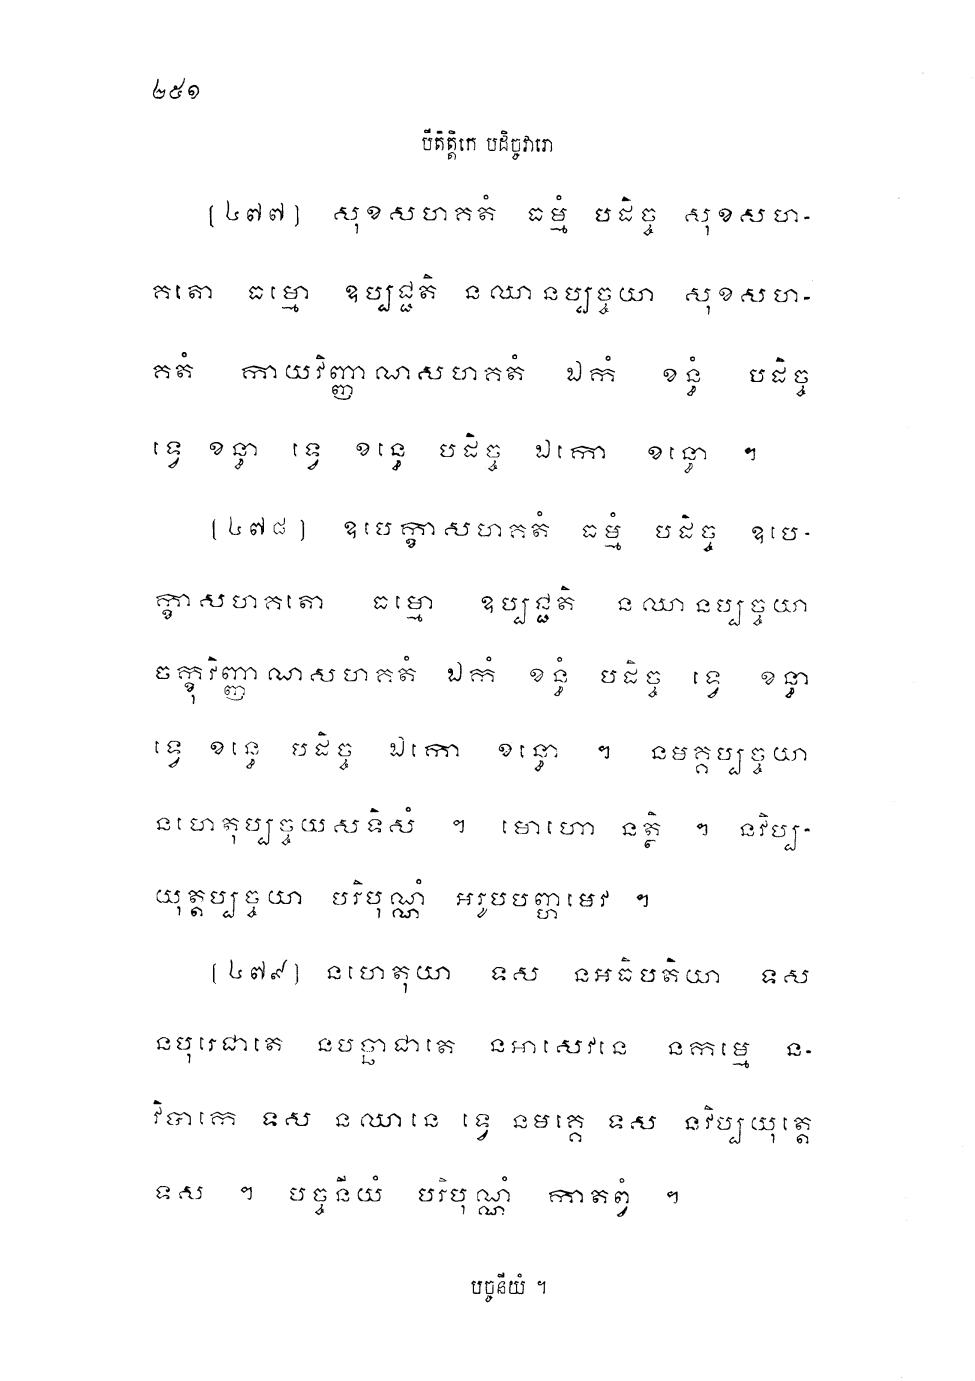 ២៥១
បីតិត្តិកេ បដិច្ចវារោ
(៤៧៧) សុខសហកតំ ធម្មំ បដិច្ច សុខសហ-
កតោ ធម្មោ ឧប្បជ្ជតិ នឈានប្បច្ចយា សុខសហ-
កតំ កាយវិញ្ញាណសហកតំ ឯកំ ខន្ធំ បដិច្ច
ទ្វេ ខន្ធា ទ្វេ ខន្ធេ បដិច្ច ឯកោ ខន្ធោ ។
(៤៧៨) ឧបេក្ខាសហកតំ ធម្មំ បដិច្ច ឧបេ-
ក្ខាសហកតោ ធម្មោ ឧប្បជ្ជតិ នឈានប្បច្ចយា
ចក្ខុវិញ្ញាណសហកតំ ឯកំ ខន្ធំ បដិច្ច ទ្វេ ខន្ធា
ទ្វេ ខន្ធេ បដិច្ច ឯកោ ខន្ធោ ។ នមគ្គប្បច្ចយា
នហេតុប្បច្ចយសទិសំ ។ មោហោ នត្ថិ ។ នវិប្ប-
យុត្តប្បច្ចយា បរិបុណ្ណំ អរូបបញ្ហាមេវ ។
(៤៧៩) នហេតុយា ទស នអធិបតិយា ទស
នបុរេជាតេ នបច្ឆាជាតេ នអាសេវនេ នកម្មេ ន-
វិបាកេ ទស នឈានេ ទ្វេ នមគ្គេ ទស នវិប្បយុត្តេ
ទស ។ បច្ចនីយំ បរិបុណ្ណំ កាតព្វំ ។
បច្ចនីយំ ។